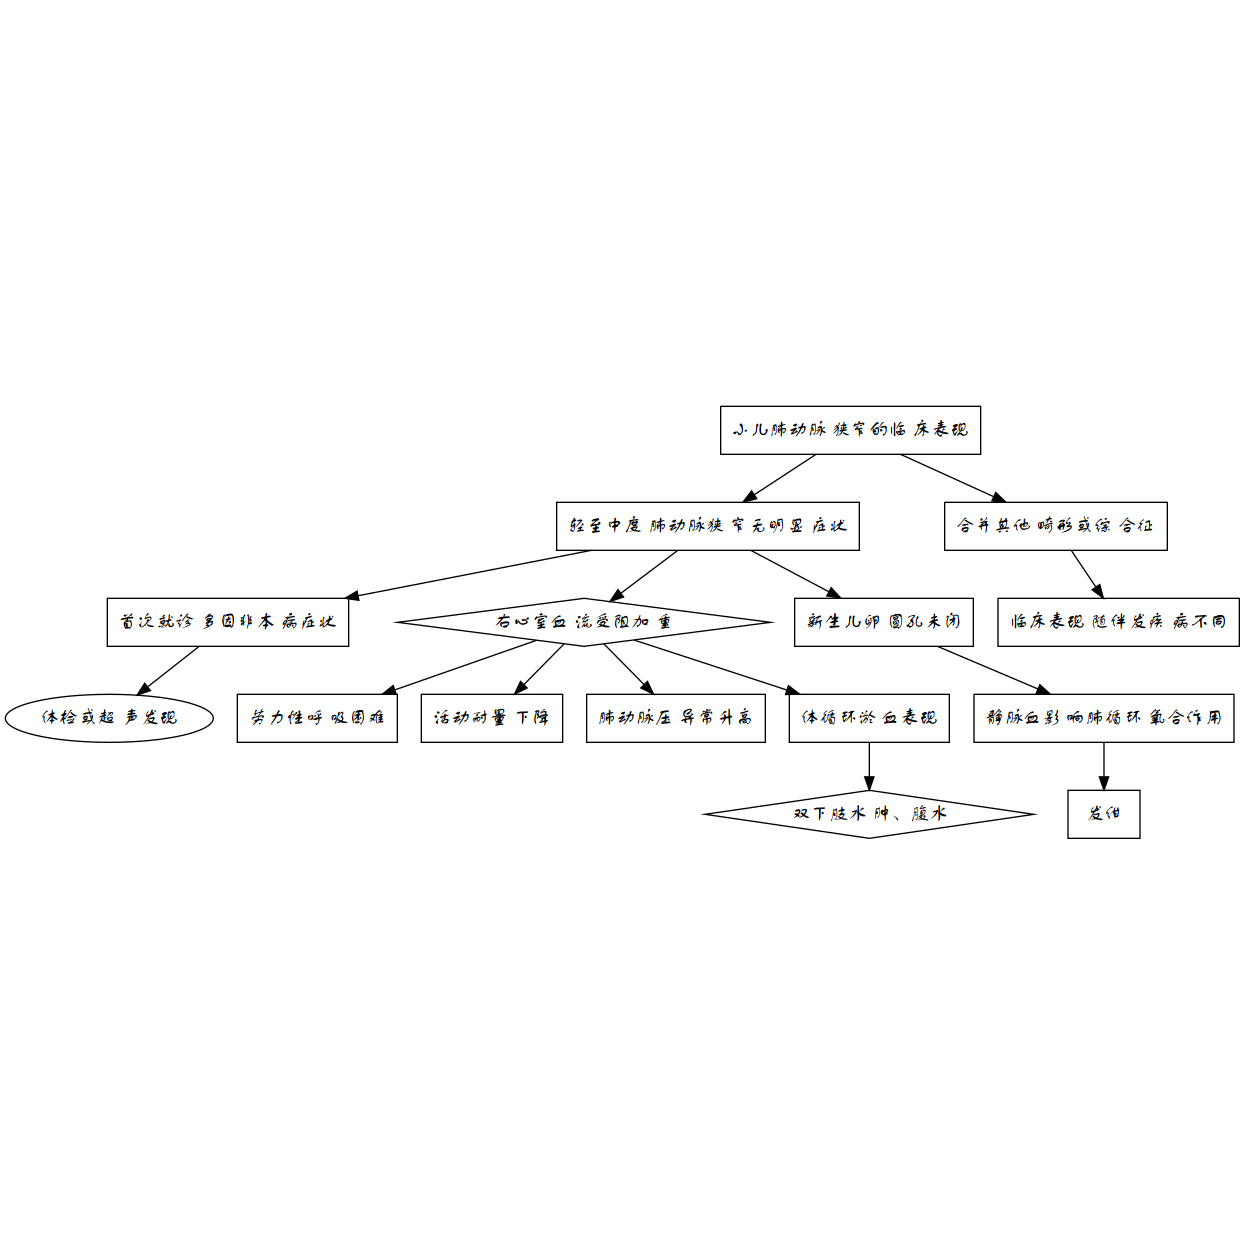 小儿肺动脉 狭窄的临 床表现
轻至中度 肺动脉狭 窄无明显 症状
合并其他 畸形或综 合征
首次就诊 多因非本 病症状
右心室血 流受阻加 重
新生儿卵 圆孔未闭
临床表现 随伴发疾 病不同
体检或超 声发现
劳力性呼 吸困难
活动耐量 下降
肺动脉压 异常升高
体循环淤 血表现
静脉血影 响肺循环 氧合作用
双下肢水 肿、腹水
发绀